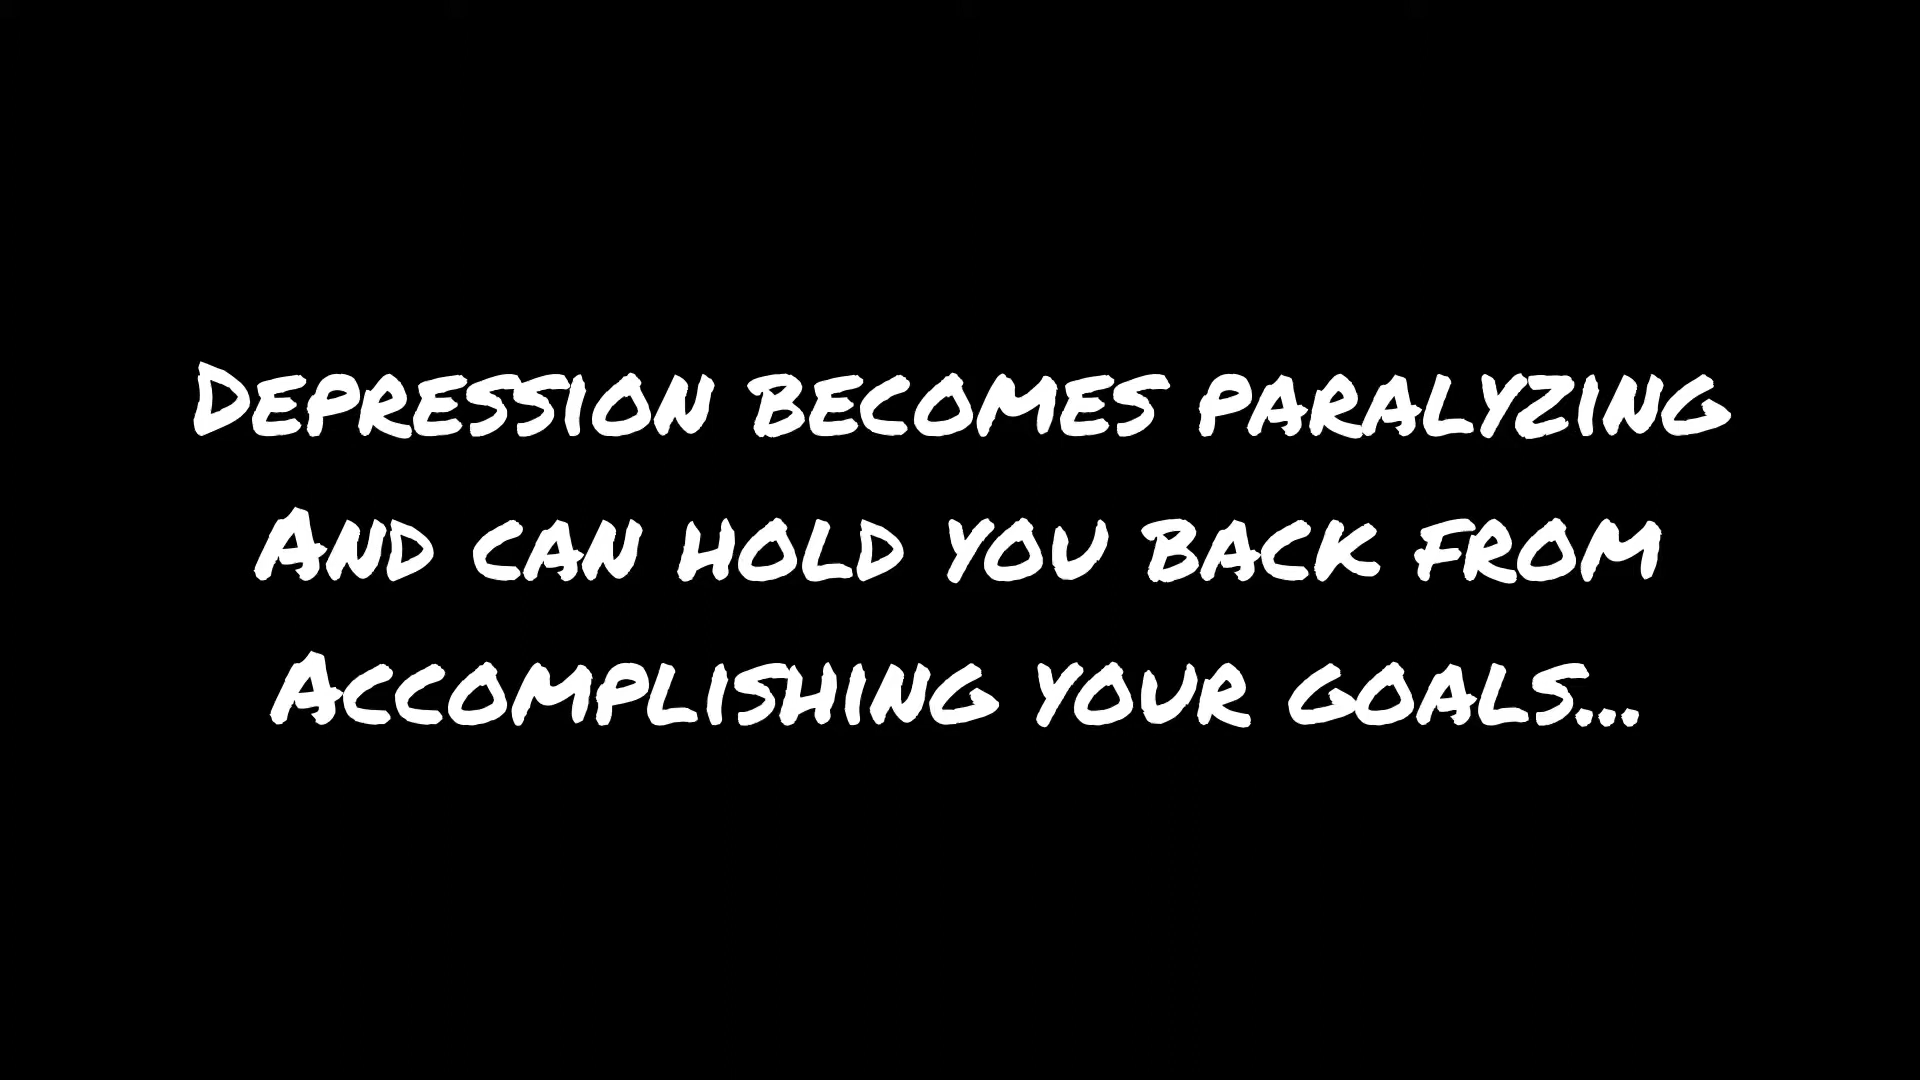 Depression becomes paralyzing
And can hold you back from
Accomplishing your goals...